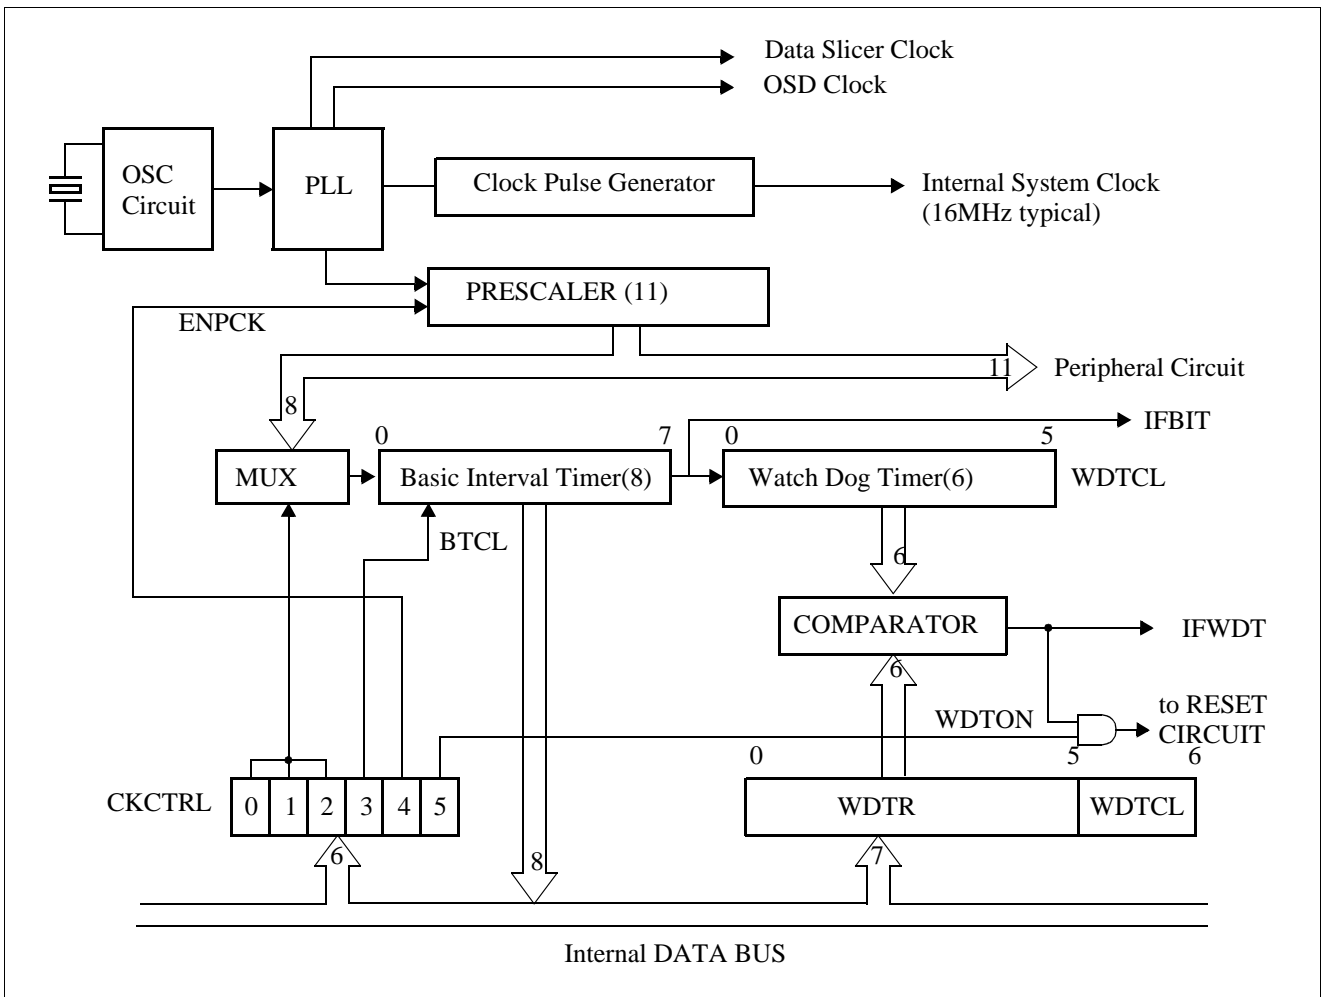 Data Slicer Clock
OSD Clock
OSC
Circuit
PLL
Clock Pulse Generator
Internal System Clock
(16MHz typical)
PRESCALER (11)
ENPCK
11
Peripheral Circuit
8
IFBIT
0
7
0
5
MUX
Basic Interval Timer(8)
Watch Dog Timer(6)
WDTCL
BTCL
6
COMPARATOR
IFWDT
6
WDTON
to RESET
CIRCUIT
0
5
6
CKCTRL
0
1
2
3
4
5
WDTR
WDTCL
6
8
7
Internal DATA BUS